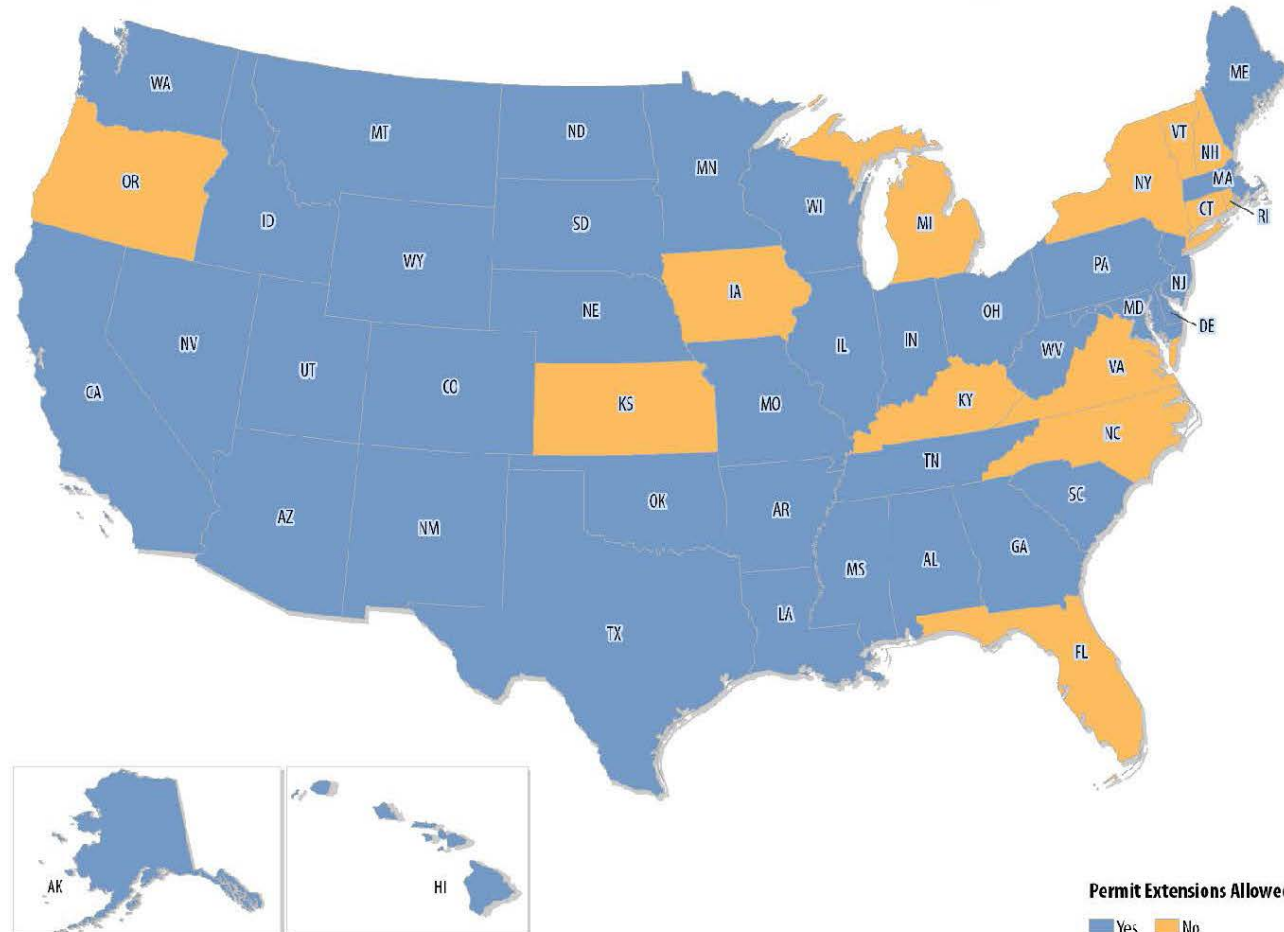 ME
WA
MT
ND
VT
MN
NH
OR
MA
NY
ID
WI
CT
SD
RI
MI
WY
PA
IA
NJ
NE
MD
OH
DE
NV
IL
IN
WV
UT
VA
CO
CA
KS
MO
KY
NC
TN
SC
OK
AR
AZ
NM
GA
AL
MS
LA
TX
FL
AK
HI
Permit Extensions Allowed
Yes No